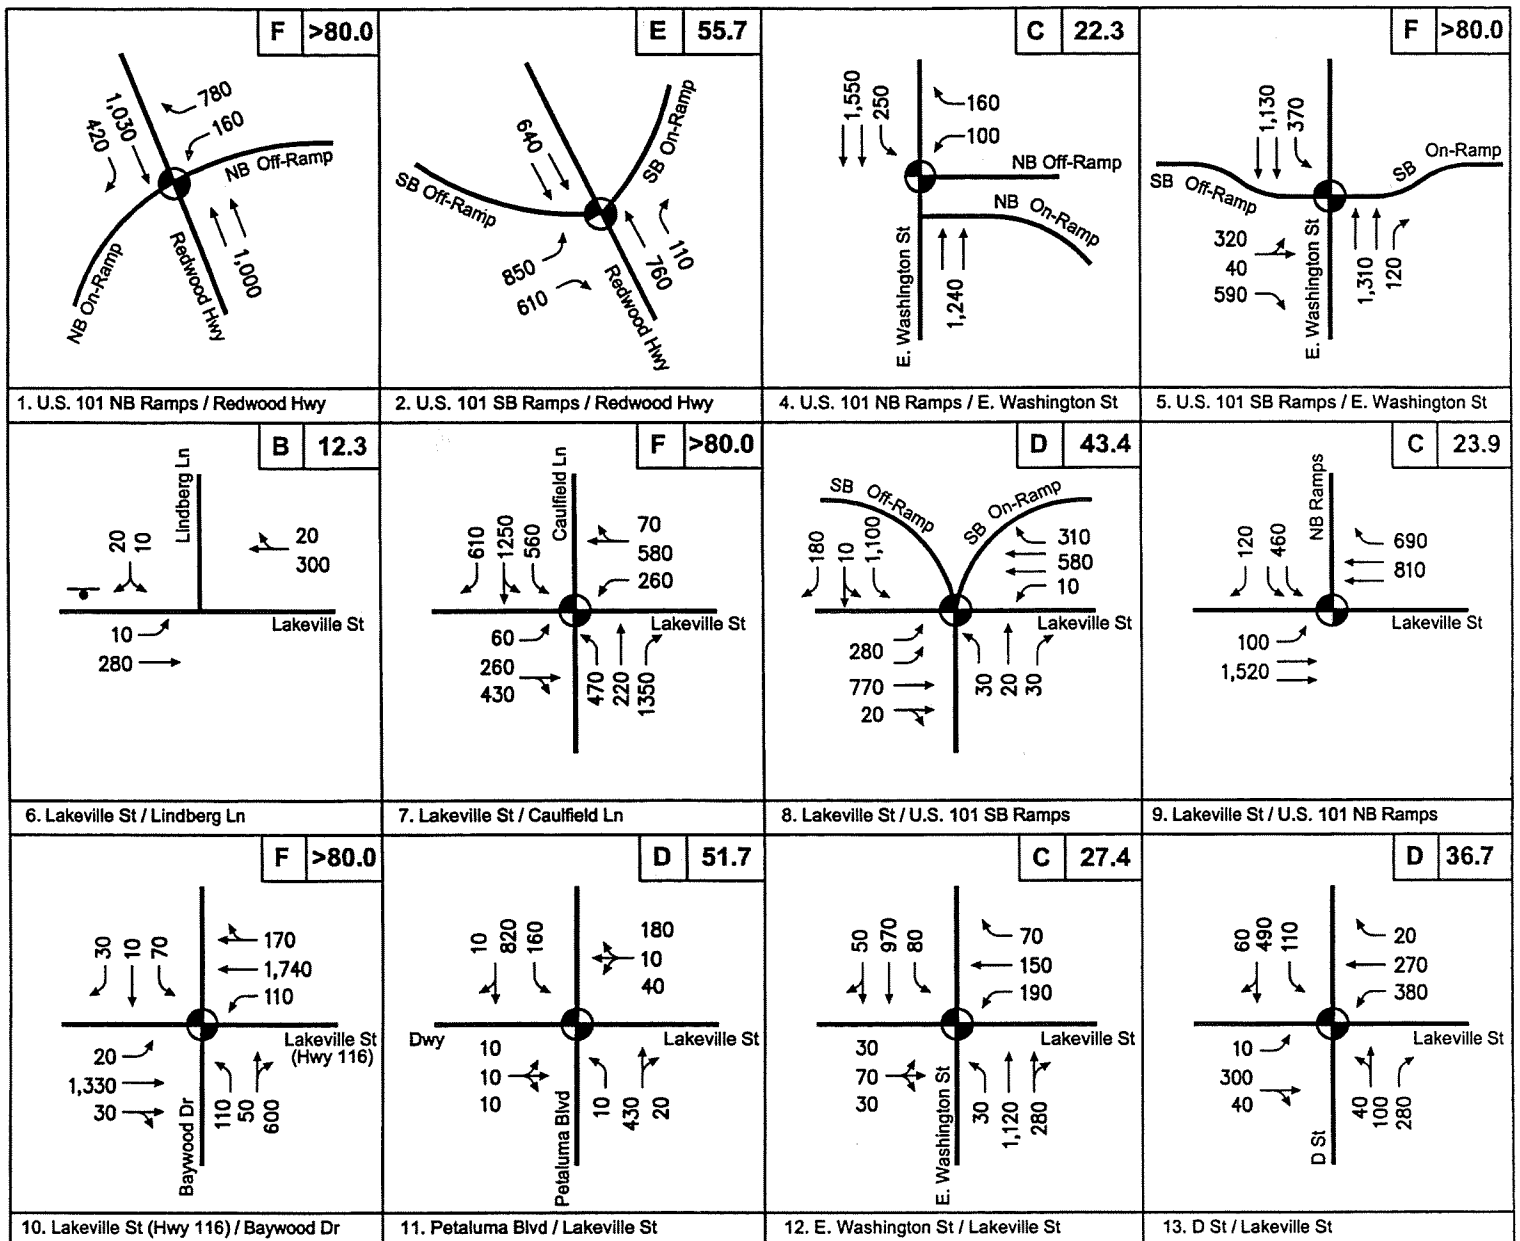 F >80.0
780
160
1,030
420
NB Off-Ramp
NB On-Ramp
Redwood Hwy
1,000
1. U.S. 101 NB Ramps / Redwood Hwy
E 55.7
640
SB On-Ramp
SB Off-Ramp
850
610
110
760
Redwood Hwy
2. U.S. 101 SB Ramps / Redwood Hwy
C 22.3
1,550
250
160
100
NB Off-Ramp
NB On-Ramp
E. Washington St
1,240
4. U.S. 101 NB Ramps / E. Washington St
F >80.0
1,130
370
SB On-Ramp
SB Off-Ramp
320
40
590
E. Washington St
1,310
120
5. U.S. 101 SB Ramps / E. Washington St
B 12.3
Lindberg Ln
20
10
20
300
Lakeville St
10
280
6. Lakeville St / Lindberg Ln
F >80.0
Caulfield Ln
610
1250
560
70
580
260
Lakeville St
60
260
430
470
220
1350
7. Lakeville St / Caulfield Ln
D 43.4
SB Off-Ramp
SB On-Ramp
180
10
1,100
310
580
10
Lakeville St
280
770
20
30
20
30
8. Lakeville St / U.S. 101 SB Ramps
C 23.9
NB Ramps
120
460
690
810
Lakeville St
100
1,520
9. Lakeville St / U.S. 101 NB Ramps
F >80.0
30
10
70
170
1,740
110
Lakeville St
(Hwy 116)
20
1,330
30
Baywood Dr
110
50
600
10. Lakeville St (Hwy 116) / Baywood Dr
D 51.7
10
820
160
180
10
40
Dwy
Lakeville St
10
10
10
Petaluma Blvd
10
430
20
11. Petaluma Blvd / Lakeville St
C 27.4
50
970
80
70
150
190
Lakeville St
30
70
30
E. Washington St
30
1,120
280
12. E. Washington St / Lakeville St
D 36.7
60
490
110
20
270
380
Lakeville St
10
300
40
D St
40
100
280
13. D St / Lakeville St